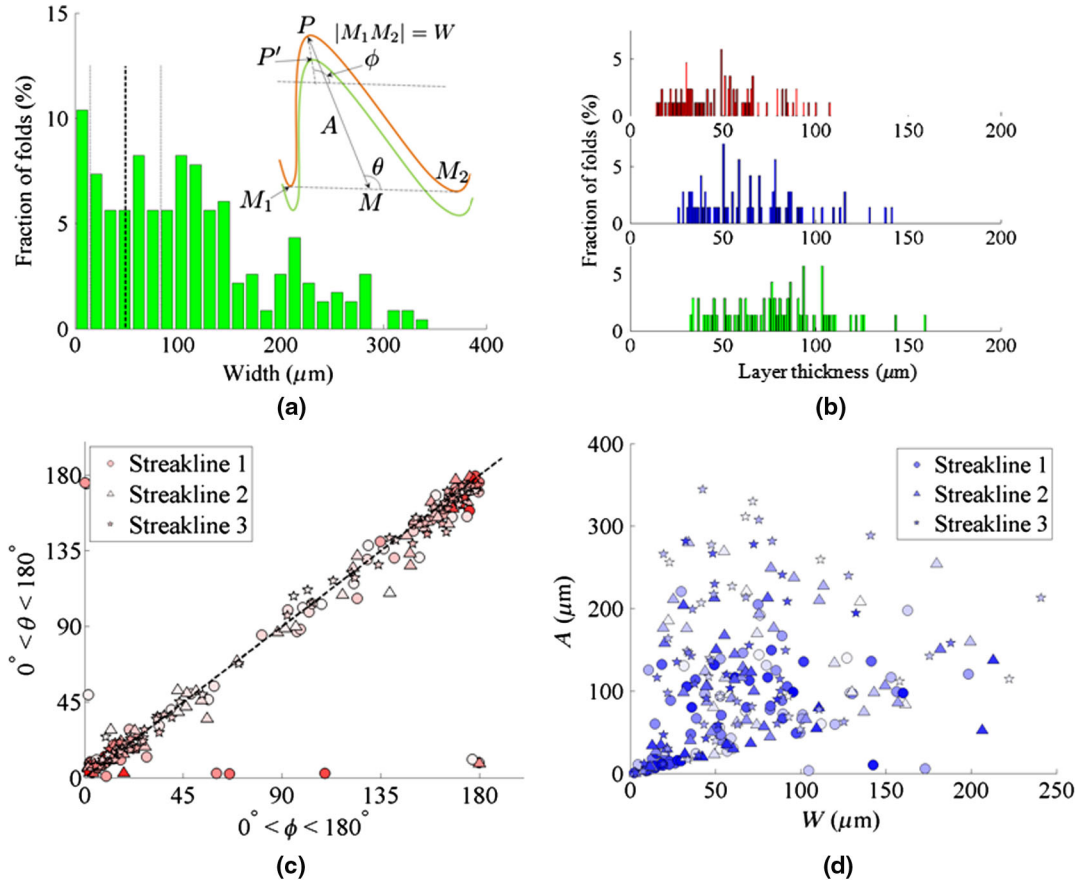 15
10
5
0
Fraction of folds (%)
0 100 200 300 400
Width (μm)
P
|M₁M₂| = W
P′
ϕ
A
θ
M₁
M
M₂
(a)
5
0
0 50 100 150 200
5
0
0 50 100 150 200
5
0
0 50 100 150 200
Fraction of folds (%)
Layer thickness (μm)
(b)
Streakline 1
Streakline 2
Streakline 3
180
135
90
45
0
0° < θ < 180°
0 45 90 135 180
0° < ϕ < 180°
(c)
Streakline 1
Streakline 2
Streakline 3
400
300
200
100
0
A (μm)
0 50 100 150 200 250
W (μm)
(d)